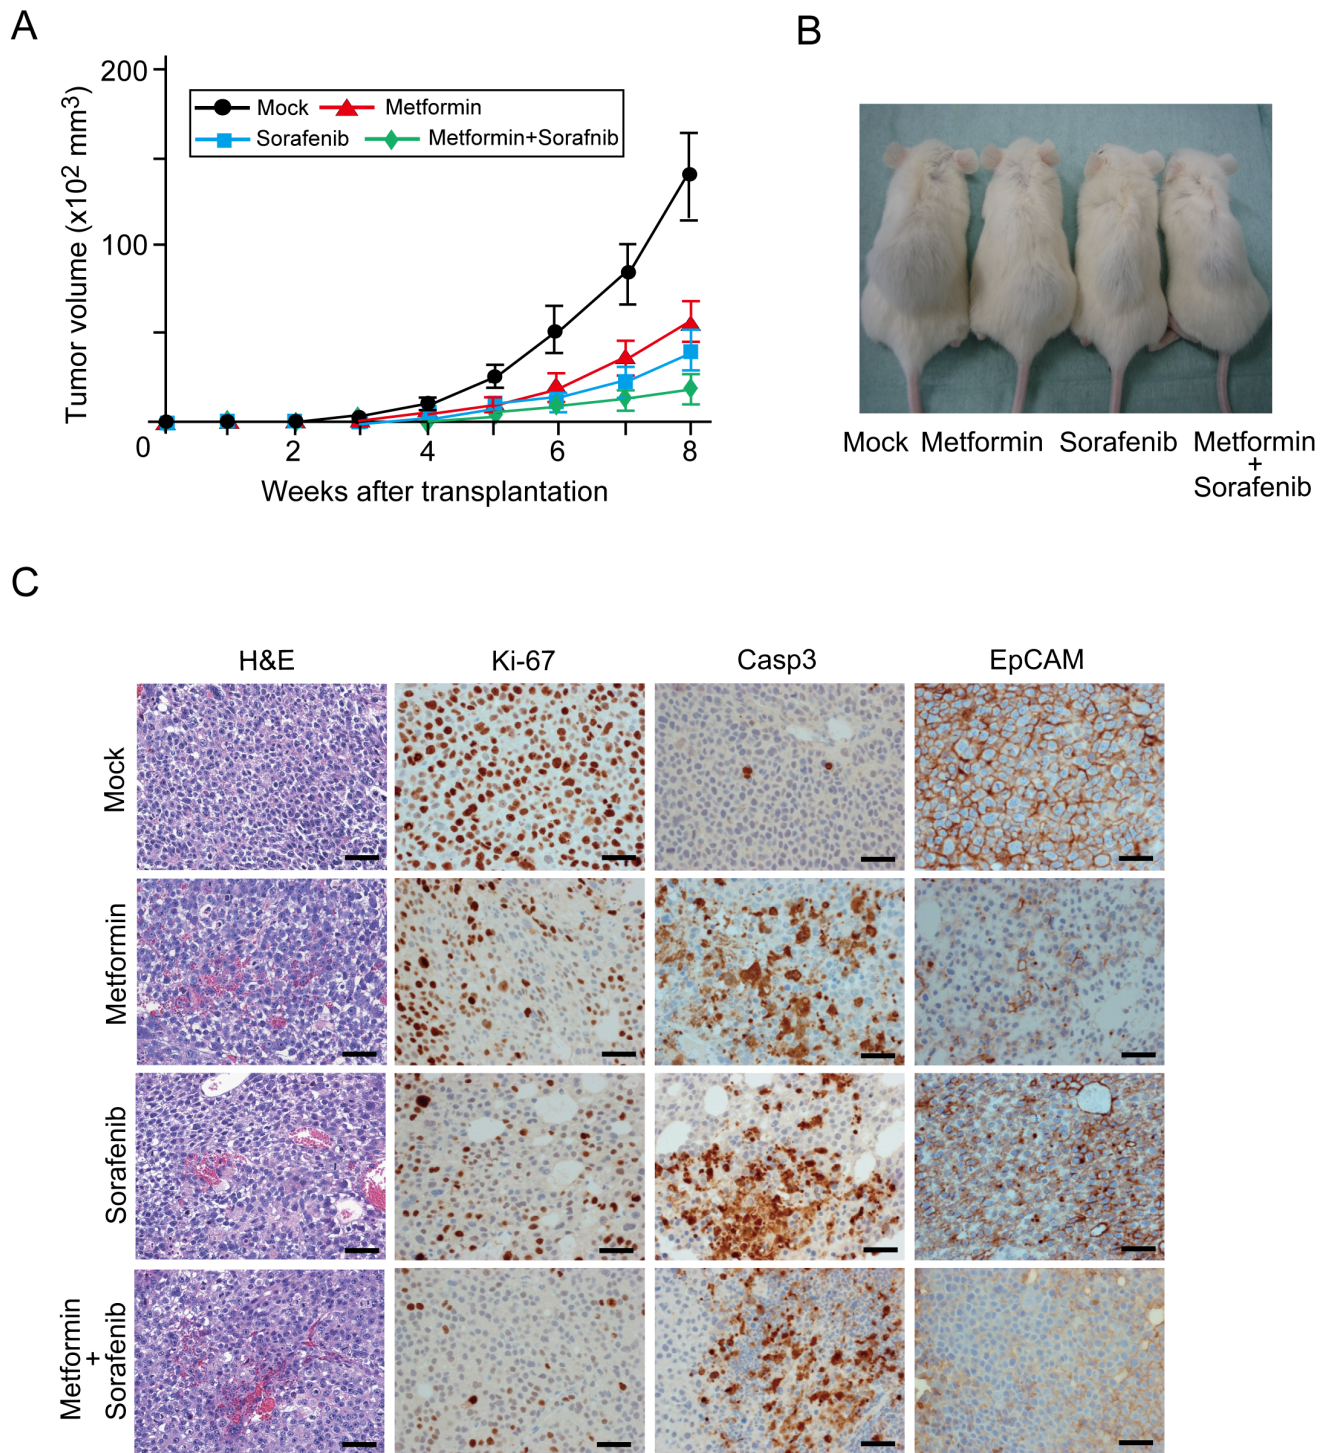 A
200
100
0
2
4
6
8
Tumor volume (x10² mm³)
Weeks after transplantation
Mock
Metformin
Sorafenib
Metformin+Sorafnib
B
Mock
Metformin
Sorafenib
Metformin
+
Sorafenib
C
H&E
Ki-67
Casp3
EpCAM
Mock
Metformin
Sorafenib
Metformin
+
Sorafenib